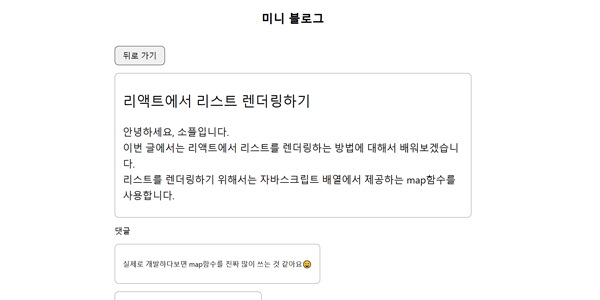 미니 블로그
뒤로 가기
리액트에서 리스트 렌더링하기
안녕하세요, 소플입니다.
이번 글에서는 리액트에서 리스트를 렌더링하는 방법에 대해서 배워보겠습니
다.
리스트를 렌더링하기 위해서는 자바스크립트 배열에서 제공하는 map함수를
사용합니다.
댓글
실제로 개발하다보면 map함수를 진짜 많이 쓰는 것 같아요😄